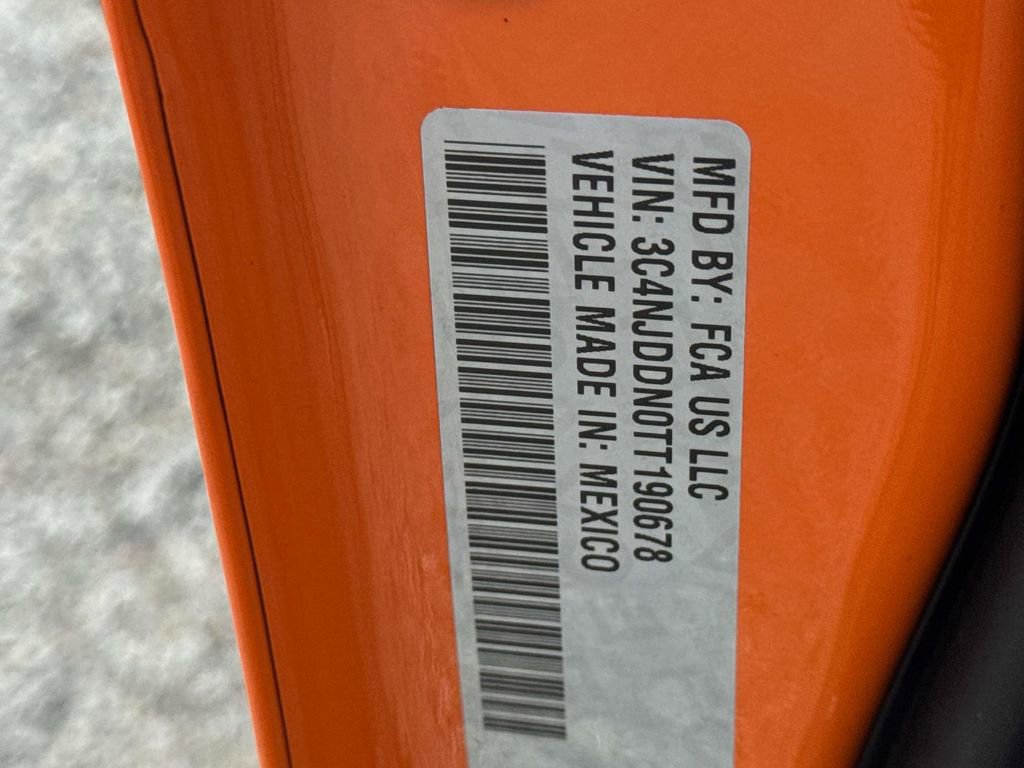 MFD BY: FCA US LLC
VIN: 3C4NJDDN0TT190678
VEHICLE MADE IN: MEXICO